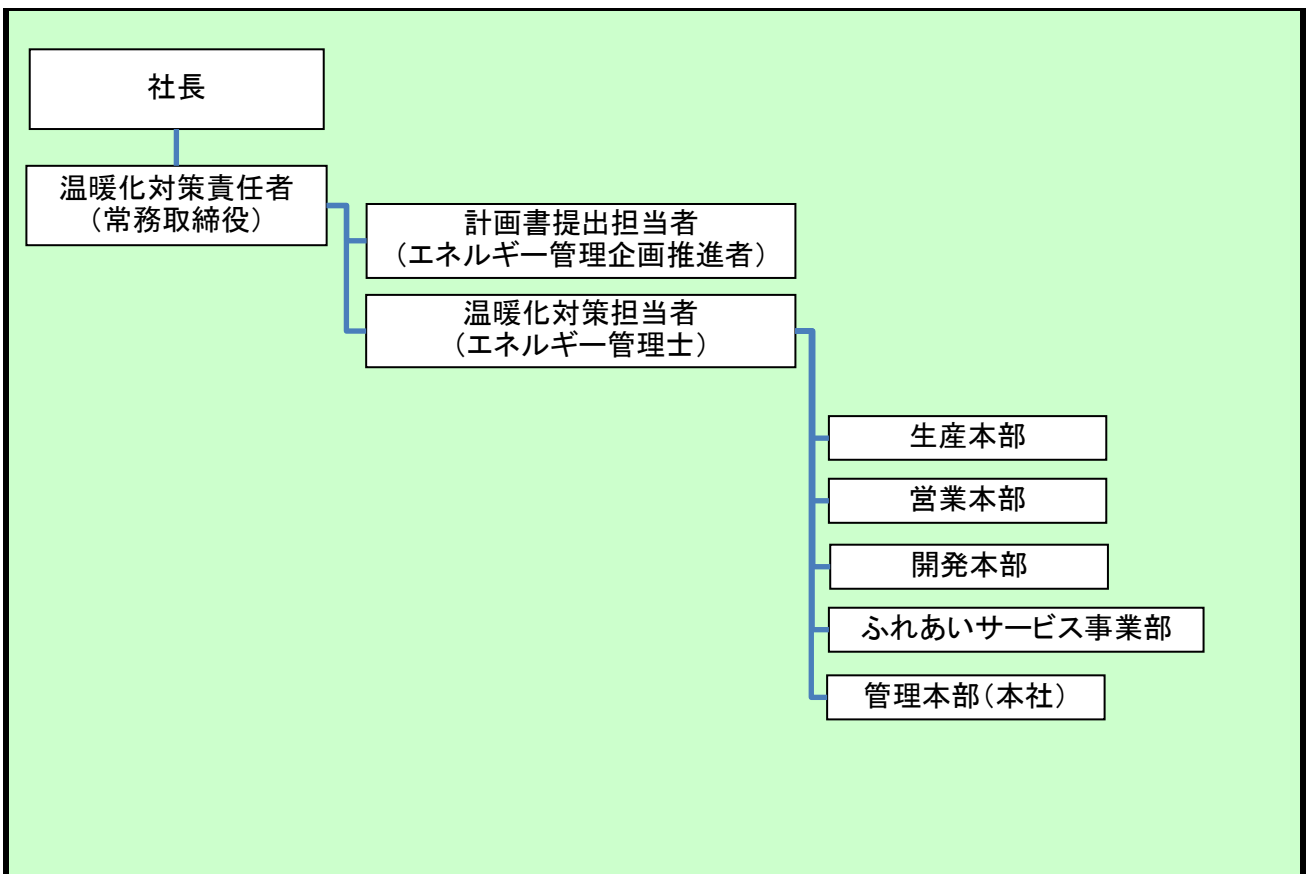 社長
温暖化対策責任者
（常務取締役）
計画書提出担当者
（エネルギー管理企画推進者）
温暖化対策担当者
（エネルギー管理士）
生産本部
営業本部
開発本部
ふれあいサービス事業部
管理本部（本社）